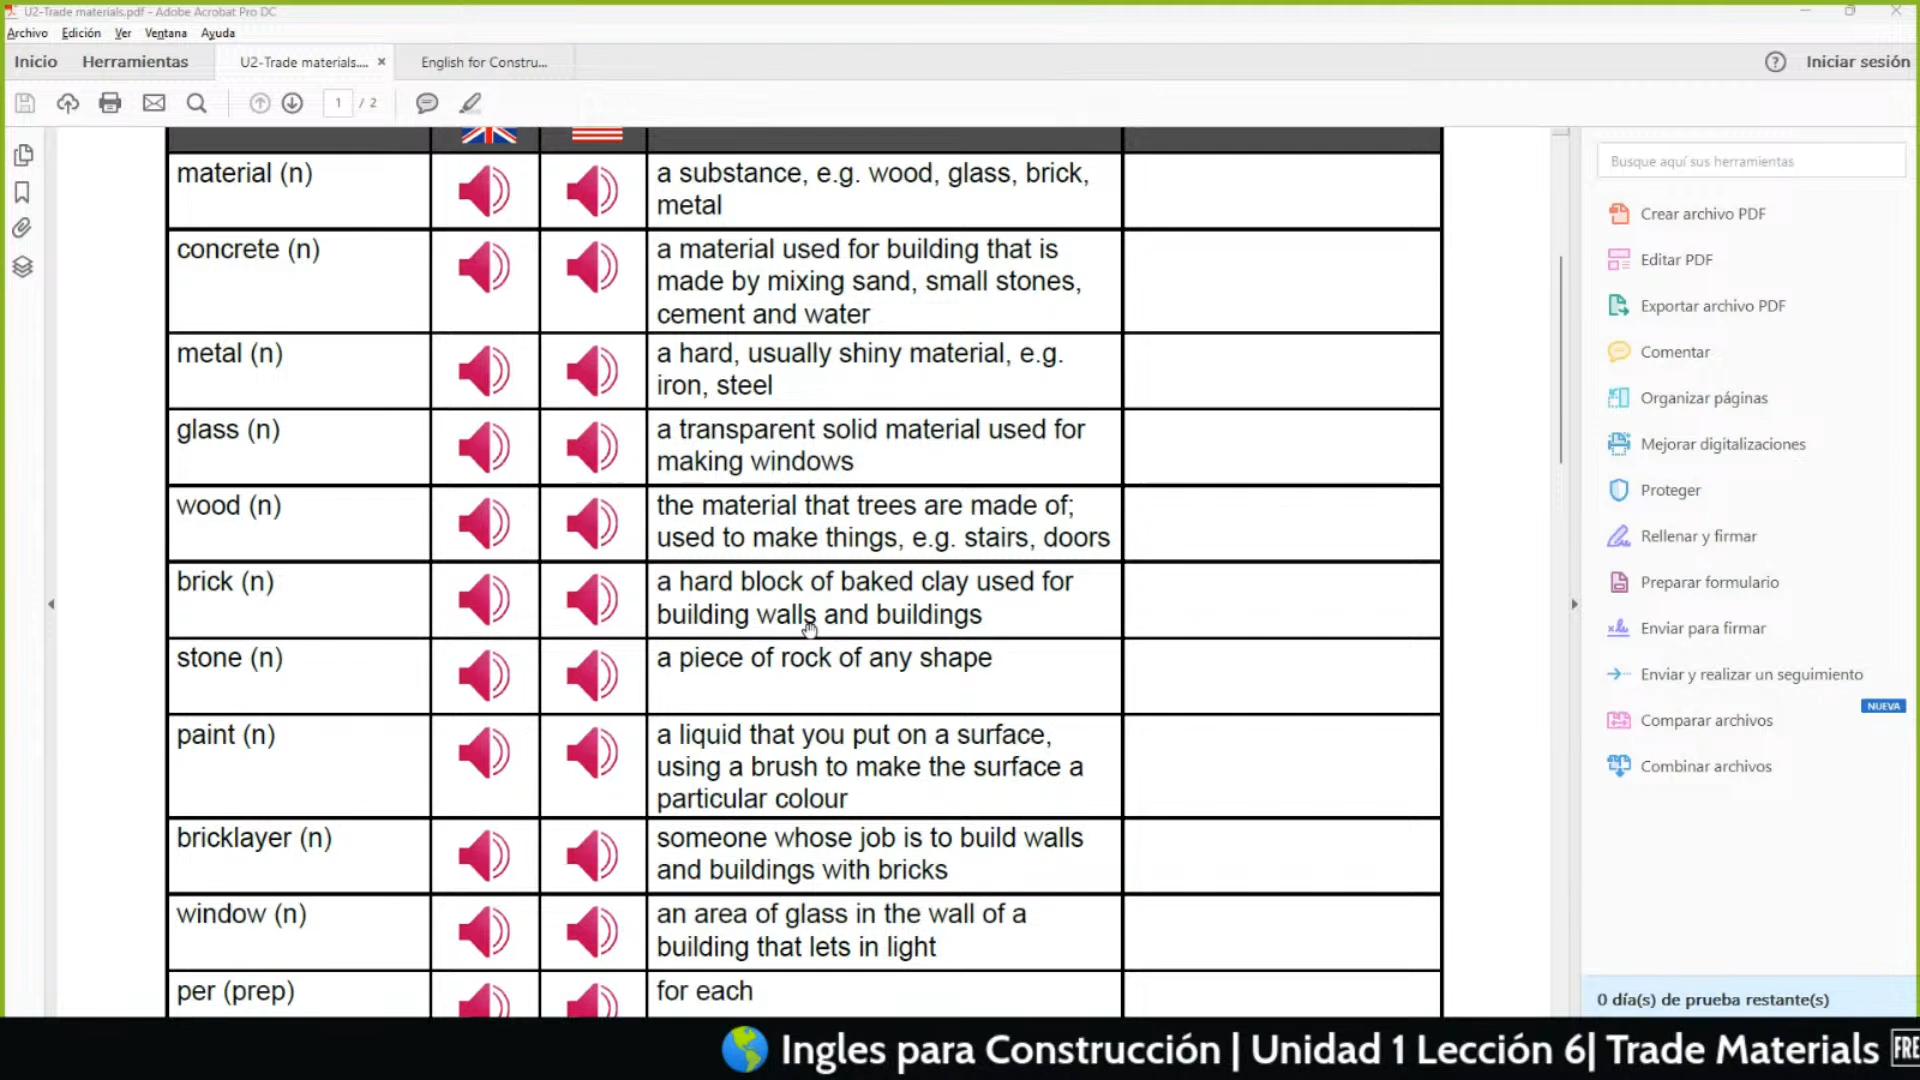 U2-Trade materials.pdf - Adobe Acrobat Pro DC
Archivo Edición Ver Ventana Ayuda
Inicio Herramientas U2-Trade materials.... × English for Constru... ? Iniciar sesión
1 / 2
Busque aquí sus herramientas
material (n)
a substance, e.g. wood, glass, brick,
metal
concrete (n)
a material used for building that is
made by mixing sand, small stones,
cement and water
metal (n)
a hard, usually shiny material, e.g.
iron, steel
glass (n)
a transparent solid material used for
making windows
wood (n)
the material that trees are made of;
used to make things, e.g. stairs, doors
brick (n)
a hard block of baked clay used for
building walls and buildings
stone (n)
a piece of rock of any shape
paint (n)
a liquid that you put on a surface,
using a brush to make the surface a
particular colour
bricklayer (n)
someone whose job is to build walls
and buildings with bricks
window (n)
an area of glass in the wall of a
building that lets in light
per (prep)
for each
Crear archivo PDF
Editar PDF
Exportar archivo PDF
Comentar
Organizar páginas
Mejorar digitalizaciones
Proteger
Rellenar y firmar
Preparar formulario
Enviar para firmar
Enviar y realizar un seguimiento
NUEVA
Comparar archivos
Combinar archivos
0 día(s) de prueba restante(s)
Ingles para Construcción | Unidad 1 Lección 6| Trade Materials FRE